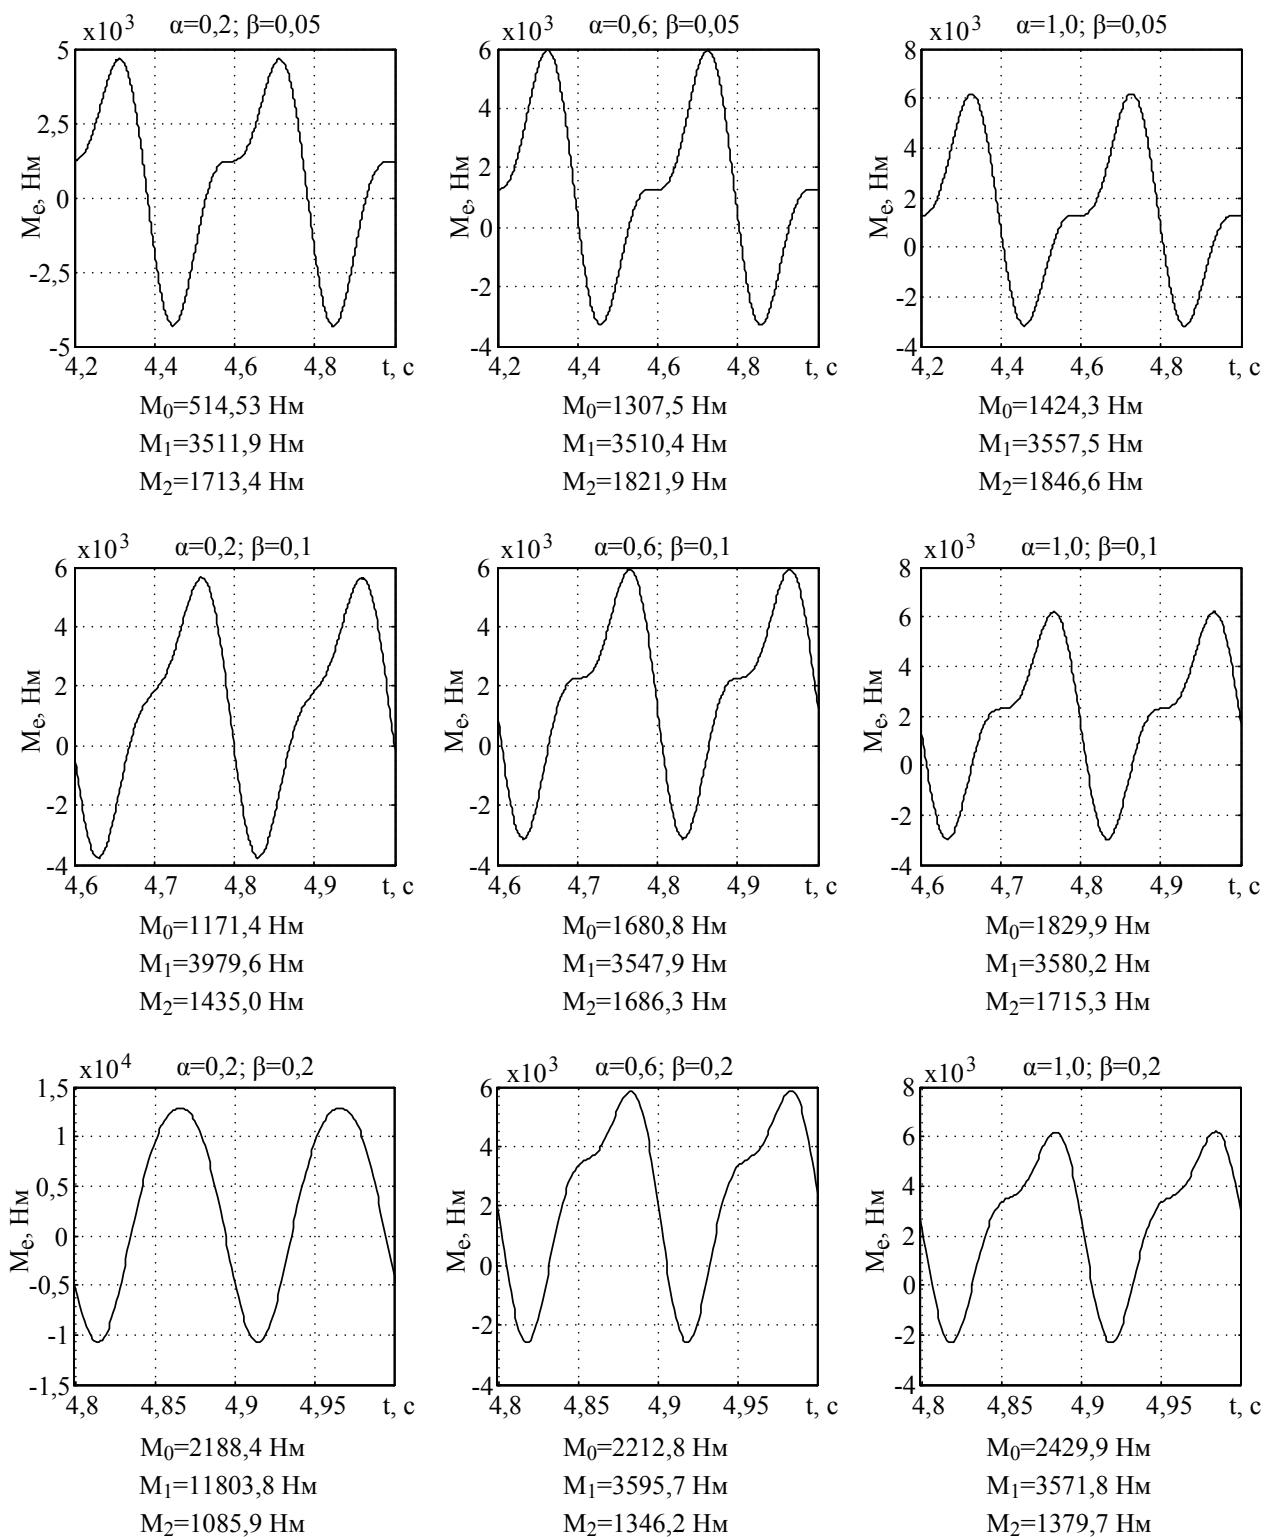 x10³ α=0,2; β=0,05
5
2,5
0
-2,5
-5
Mₑ, Нм
4,2 4,4 4,6 4,8 t, с
M₀=514,53 Нм
M₁=3511,9 Нм
M₂=1713,4 Нм
x10³ α=0,6; β=0,05
6
4
2
0
-2
-4
Mₑ, Нм
4,2 4,4 4,6 4,8 t, с
M₀=1307,5 Нм
M₁=3510,4 Нм
M₂=1821,9 Нм
x10³ α=1,0; β=0,05
8
6
4
2
0
-2
-4
Mₑ, Нм
4,2 4,4 4,6 4,8 t, с
M₀=1424,3 Нм
M₁=3557,5 Нм
M₂=1846,6 Нм
x10³ α=0,2; β=0,1
6
4
2
0
-2
-4
Mₑ, Нм
4,6 4,7 4,8 4,9 t, с
M₀=1171,4 Нм
M₁=3979,6 Нм
M₂=1435,0 Нм
x10³ α=0,6; β=0,1
6
4
2
0
-2
-4
Mₑ, Нм
4,6 4,7 4,8 4,9 t, с
M₀=1680,8 Нм
M₁=3547,9 Нм
M₂=1686,3 Нм
x10³ α=1,0; β=0,1
8
6
4
2
0
-2
-4
Mₑ, Нм
4,6 4,7 4,8 4,9 t, с
M₀=1829,9 Нм
M₁=3580,2 Нм
M₂=1715,3 Нм
x10⁴ α=0,2; β=0,2
1,5
1
0,5
0
-0,5
-1
-1,5
Mₑ, Нм
4,8 4,85 4,9 4,95 t, с
M₀=2188,4 Нм
M₁=11803,8 Нм
M₂=1085,9 Нм
x10³ α=0,6; β=0,2
6
4
2
0
-2
-4
Mₑ, Нм
4,8 4,85 4,9 4,95 t, с
M₀=2212,8 Нм
M₁=3595,7 Нм
M₂=1346,2 Нм
x10³ α=1,0; β=0,2
8
6
4
2
0
-2
-4
Mₑ, Нм
4,8 4,85 4,9 4,95 t, с
M₀=2429,9 Нм
M₁=3571,8 Нм
M₂=1379,7 Нм